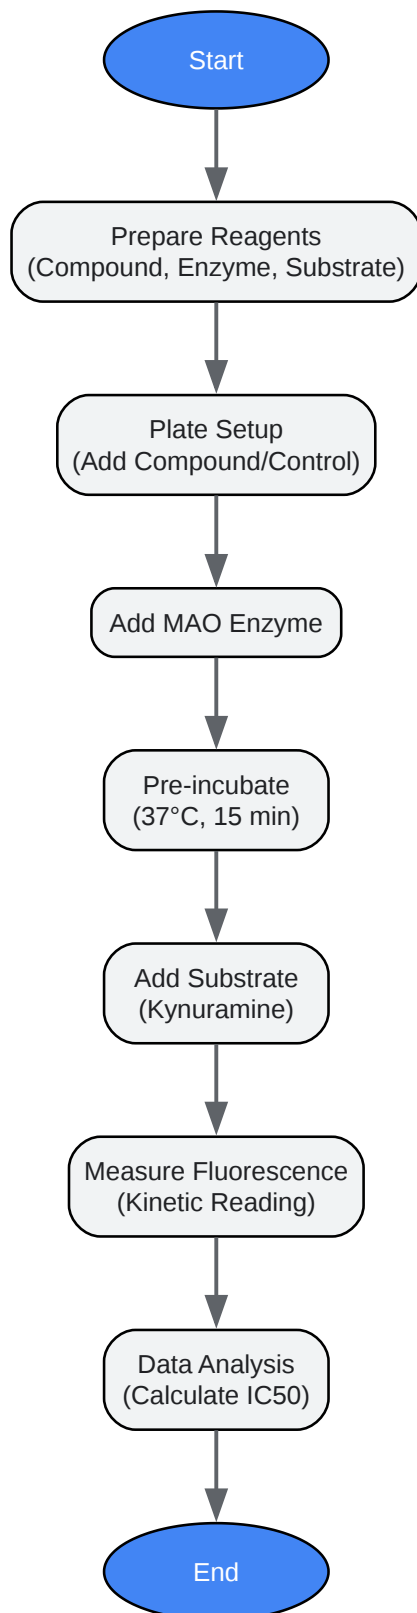 Start
Prepare Reagents
(Compound, Enzyme, Substrate)
Plate Setup
(Add Compound/Control)
Add MAO Enzyme
Pre-incubate
(37°C, 15 min)
Add Substrate
(Kynuramine)
Measure Fluorescence
(Kinetic Reading)
Data Analysis
(Calculate IC50)
End